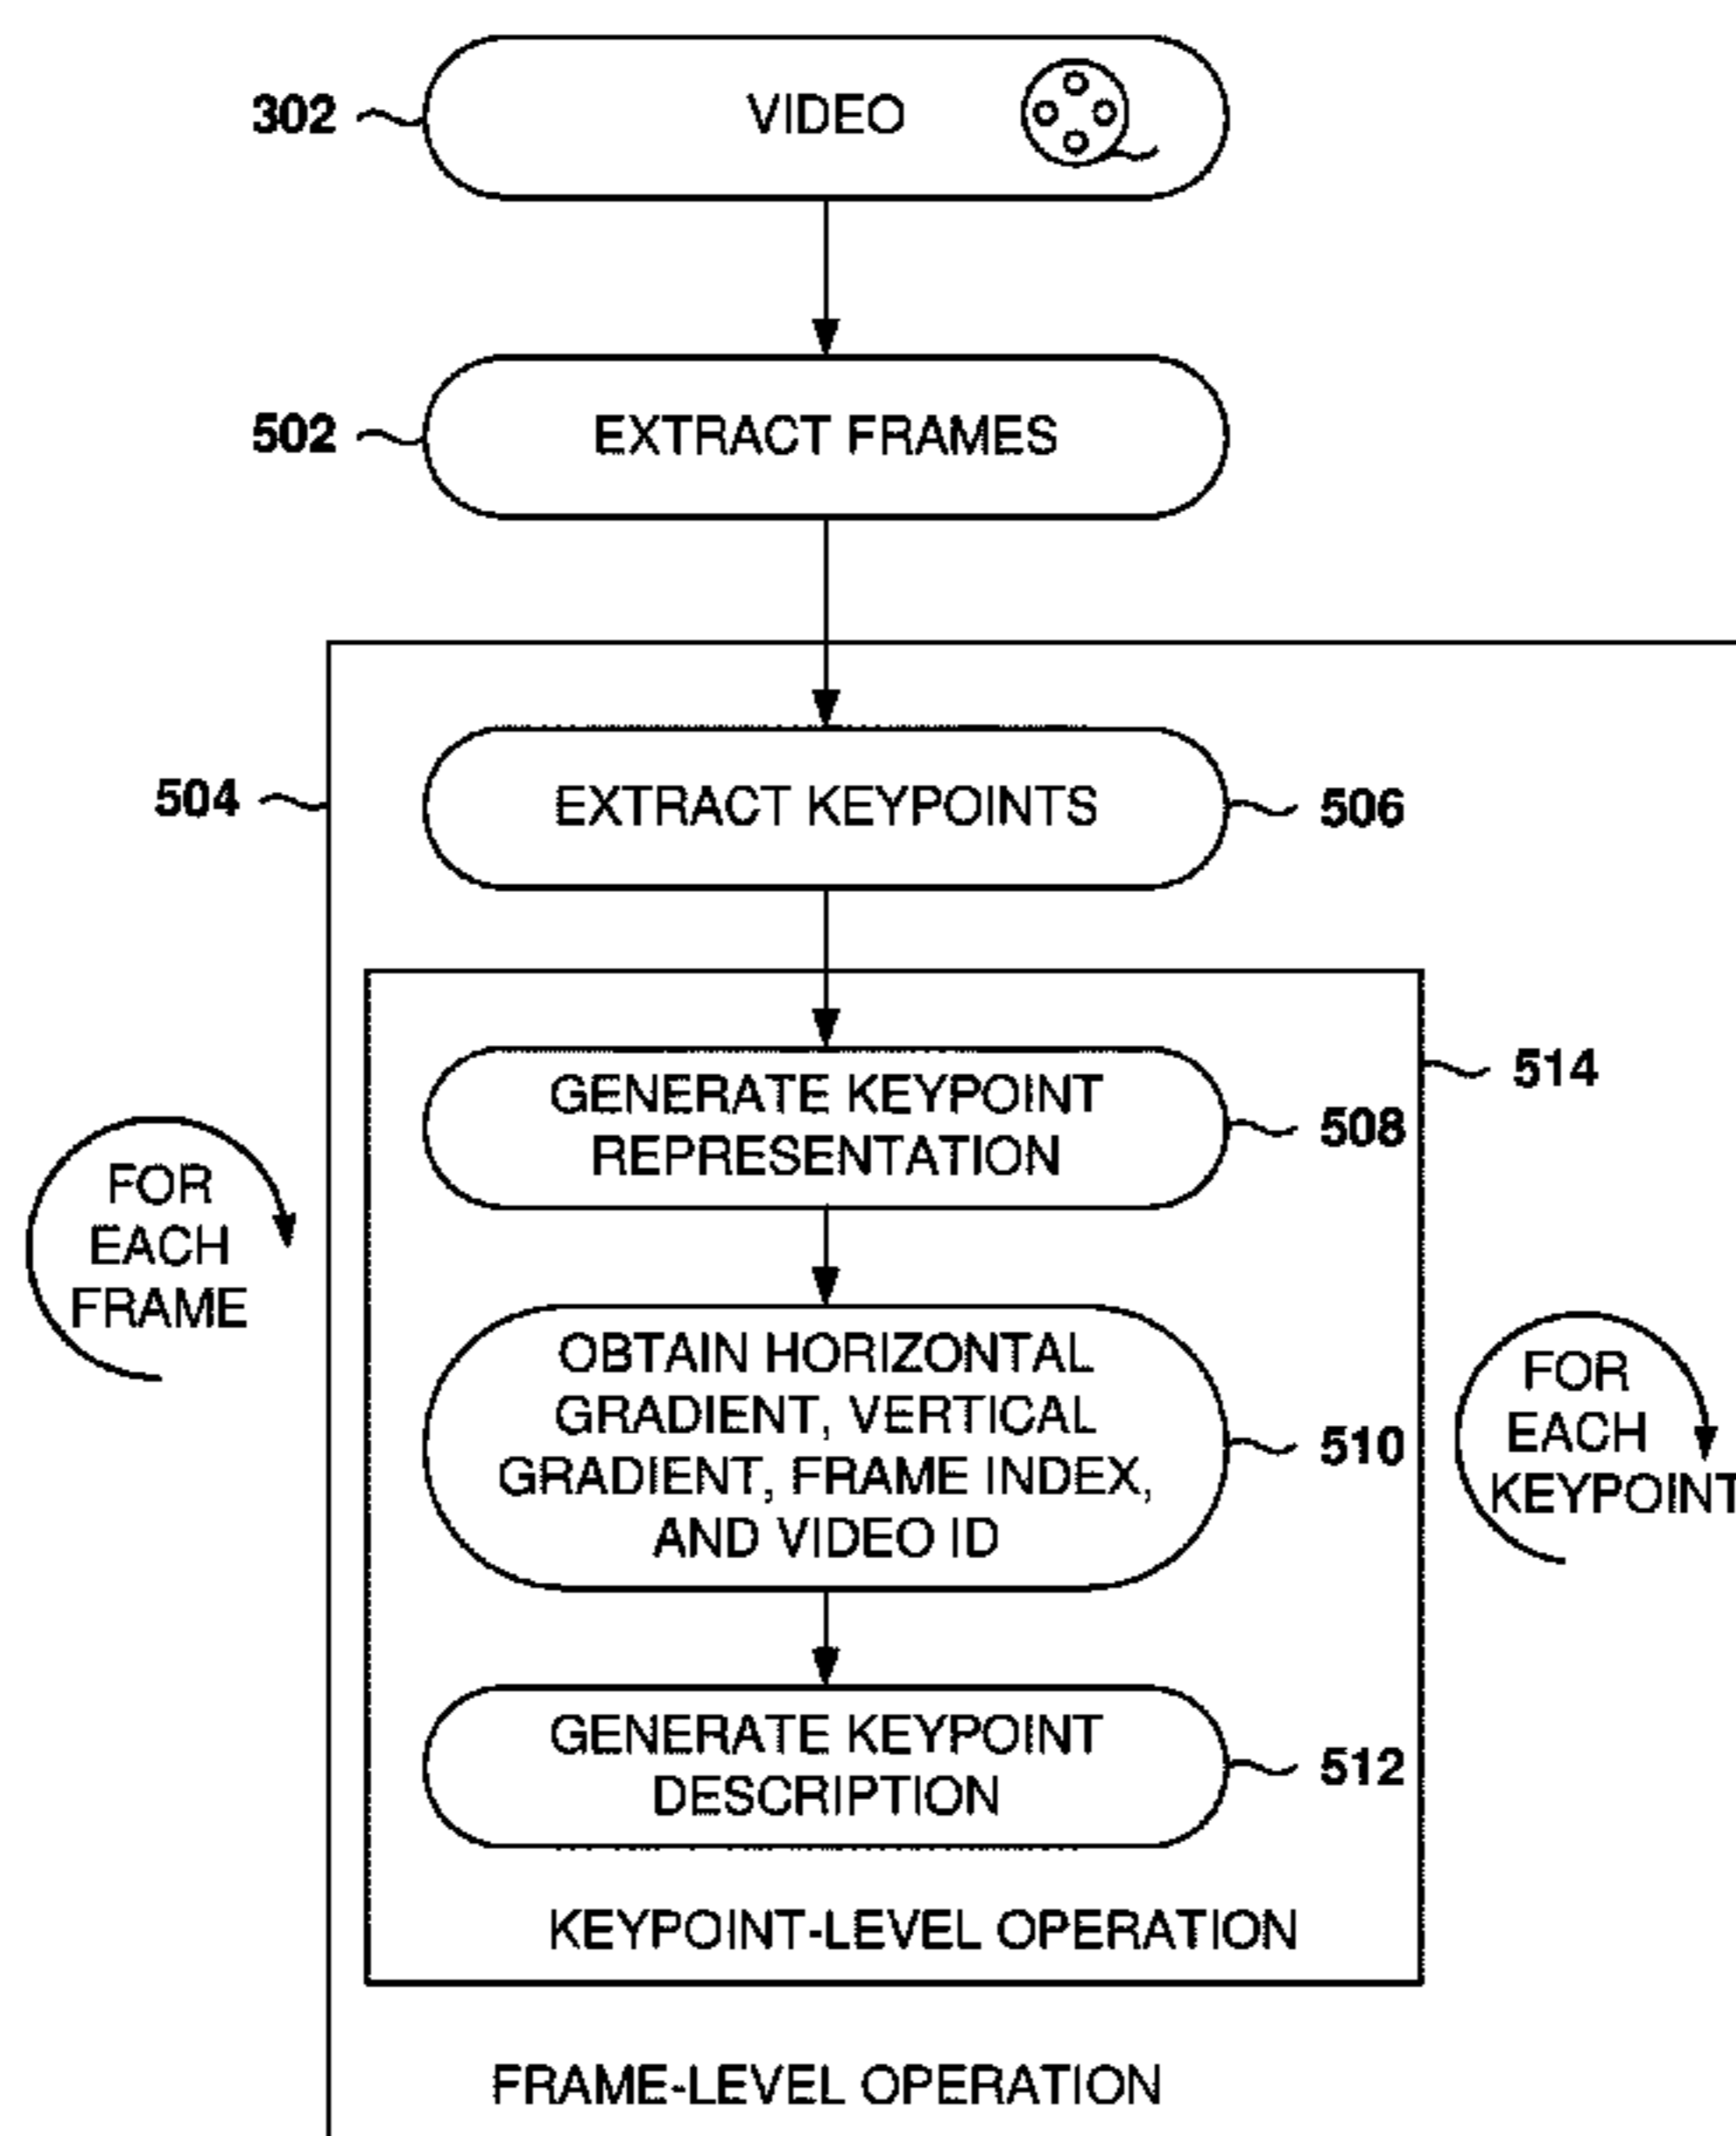 302
VIDEO
502
EXTRACT FRAMES
504
EXTRACT KEYPOINTS
506
514
GENERATE KEYPOINT
REPRESENTATION
508
FOR
EACH
FRAME
OBTAIN HORIZONTAL
GRADIENT, VERTICAL
GRADIENT, FRAME INDEX,
AND VIDEO ID
510
FOR
EACH
KEYPOINT
GENERATE KEYPOINT
DESCRIPTION
512
KEYPOINT-LEVEL OPERATION
FRAME-LEVEL OPERATION